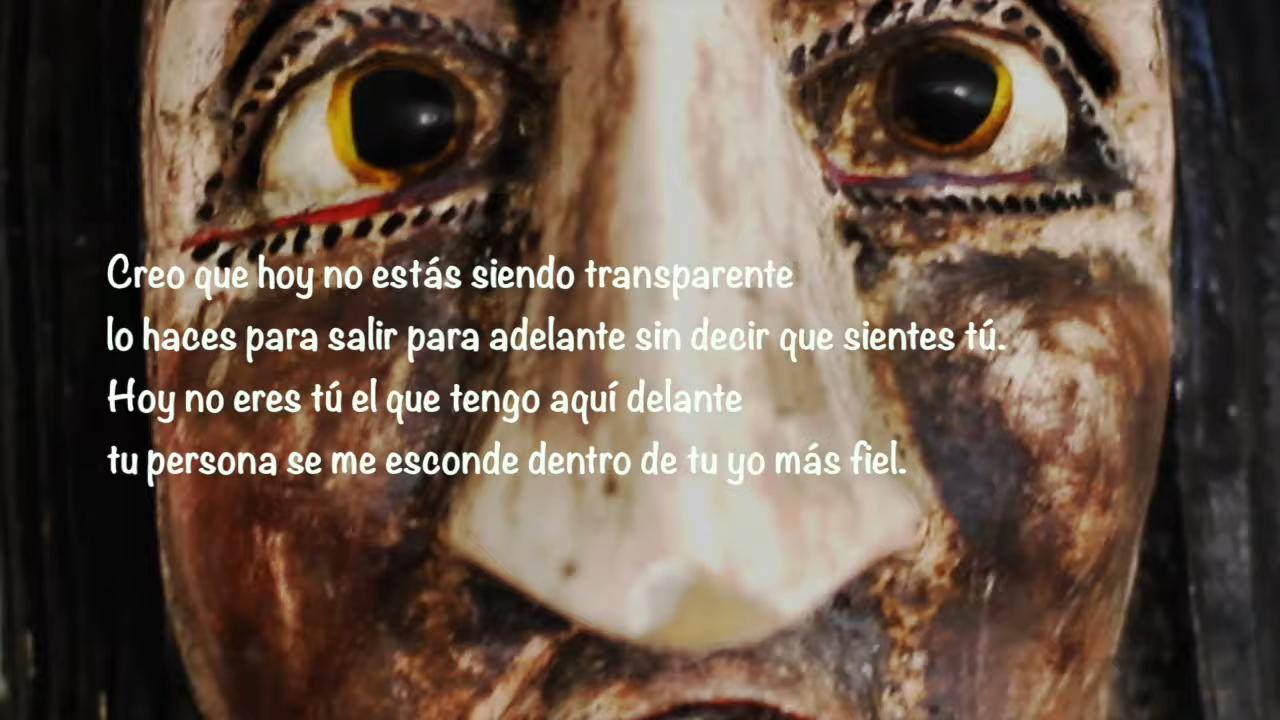 Creo que hoy no estás siendo transparente
lo haces para salir para adelante sin decir que sientes tú.
Hoy no eres tú el que tengo aquí delante
tu persona se me esconde dentro de tu yo más fiel.